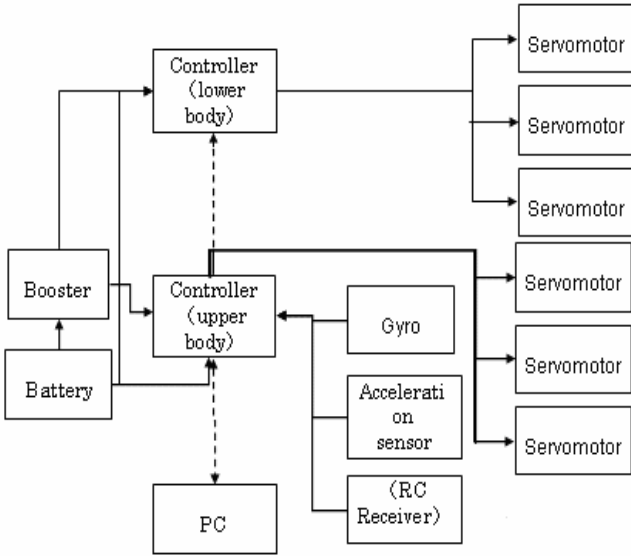 Controller
(lower
body)
Servomotor
Servomotor
Servomotor
Booster
Battery
Controller
(upper
body)
PC
Gyro
Accelerati
on
sensor
(RC
Receiver)
Servomotor
Servomotor
Servomotor